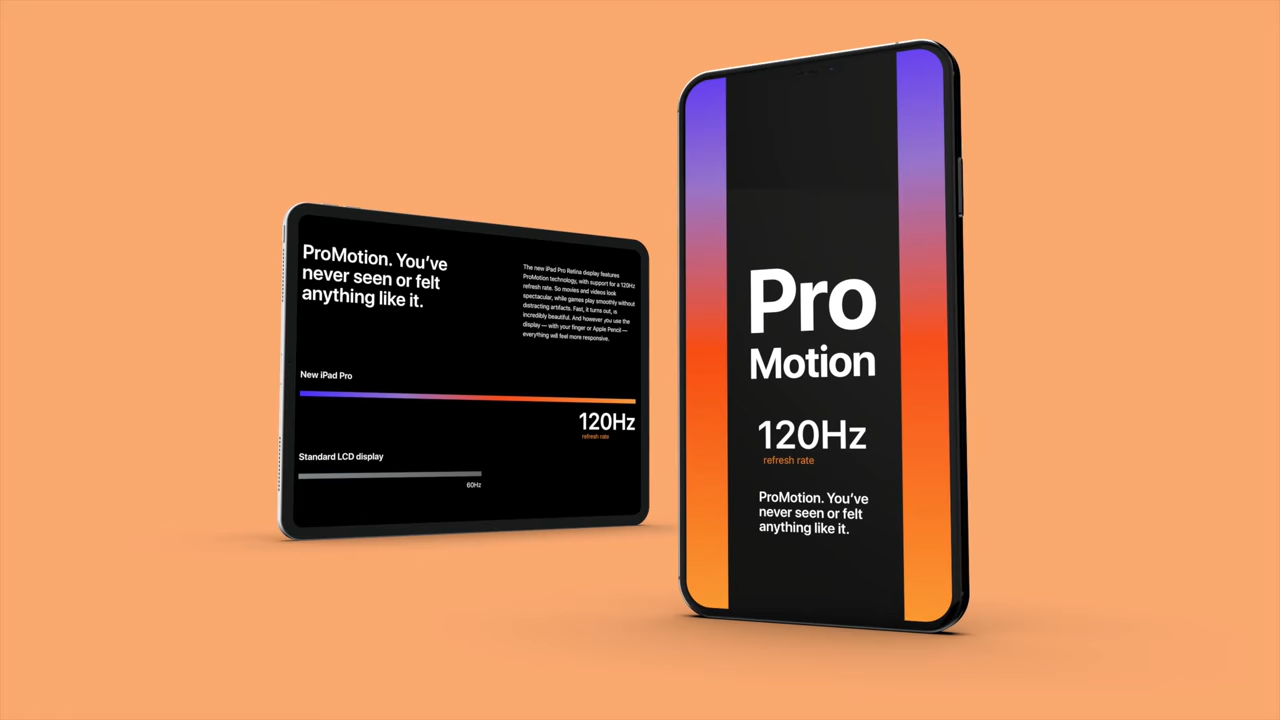 ProMotion. You've
never seen or felt
anything like it.
The new iPad Pro Retina display features
ProMotion technology, with support for a 120Hz
refresh rate. So movies and videos look
spectacular, while games play smoothly without
distracting artifacts. Fast, it turns out, is
incredibly beautiful. And however you use the
display — with your finger or Apple Pencil —
everything will feel more responsive.
New iPad Pro
120Hz
refresh rate
Standard LCD display
60Hz
Pro
Motion
120Hz
refresh rate
ProMotion. You've
never seen or felt
anything like it.